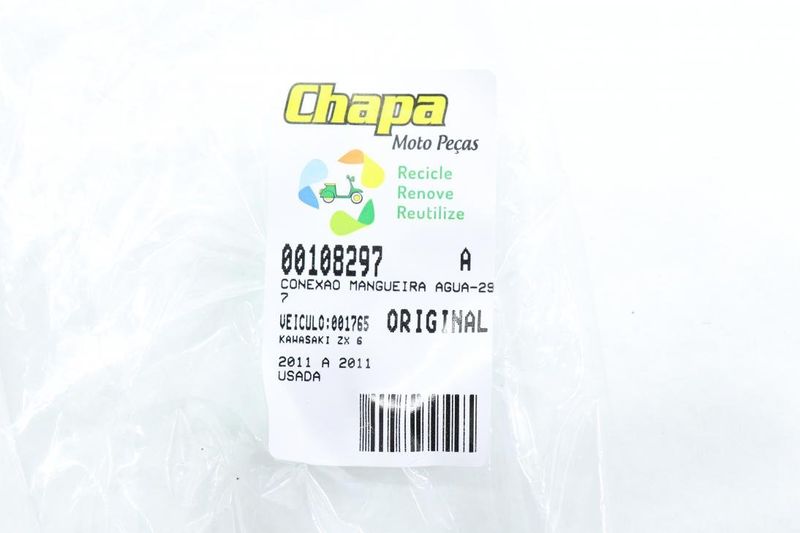 Chapa
Moto Peças
Recicle
Renove
Reutilize
00108297 A
CONEXAO MANGUEIRA AGUA-29
7
VEICULO:001765 ORIGINAL
KAWASAKI ZX 6
2011 A 2011
USADA